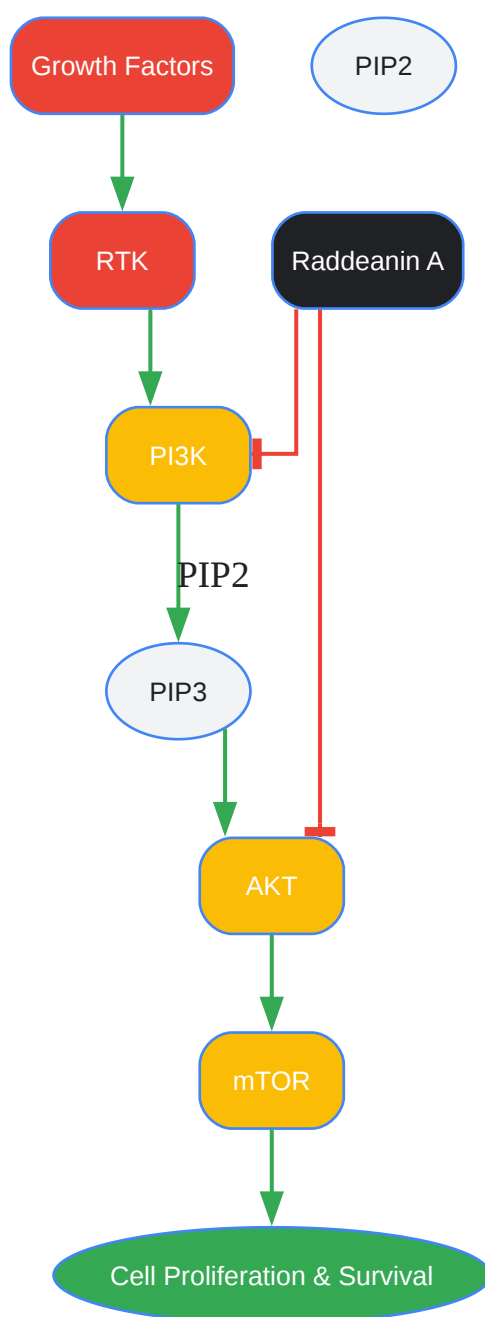 Growth Factors
PIP2
RTK
Raddeanin A
PI3K
PIP2
PIP3
AKT
mTOR
Cell Proliferation & Survival